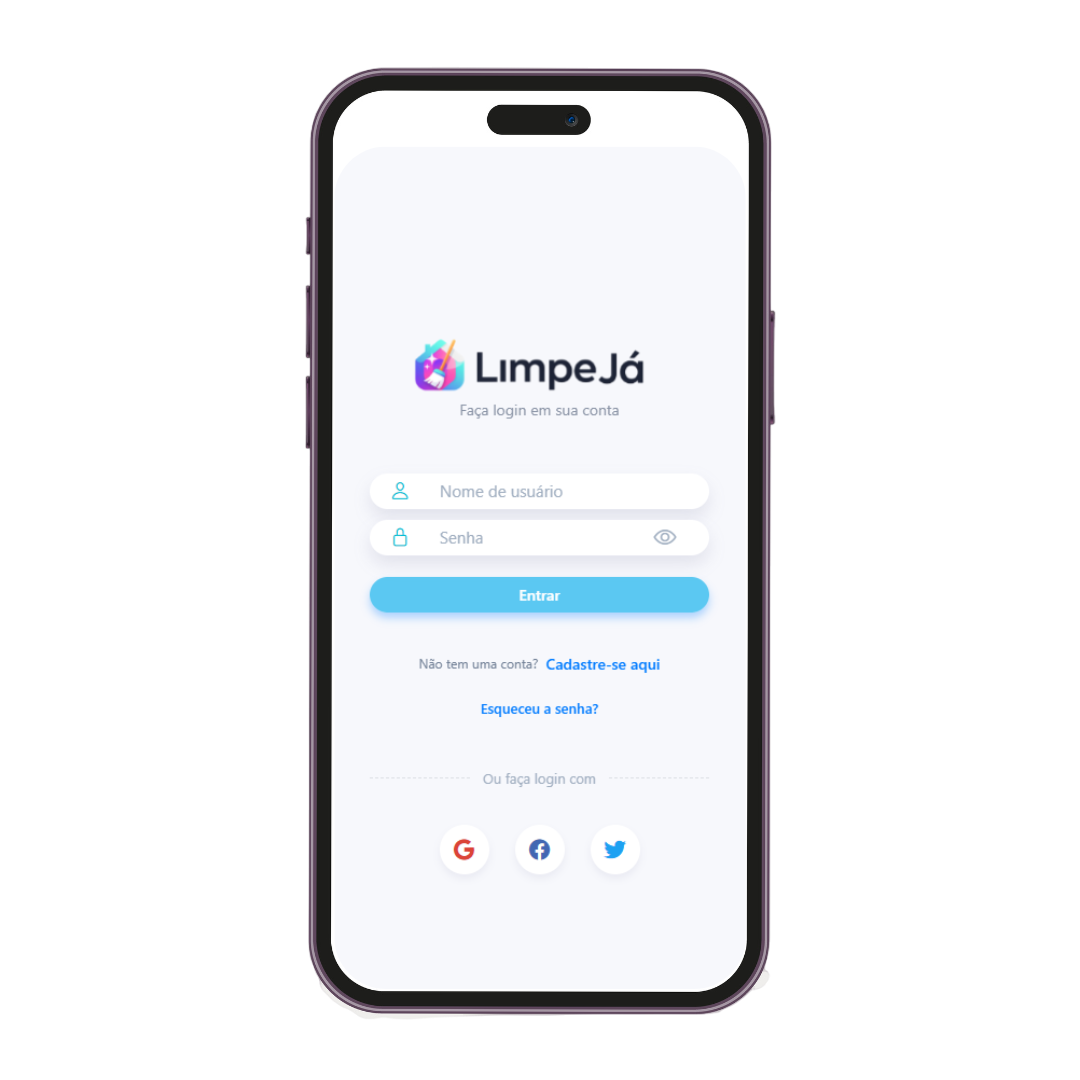 LimpeJá
Faça login em sua conta
Nome de usuário
Senha
Entrar
Não tem uma conta? Cadastre-se aqui
Esqueceu a senha?
Ou faça login com